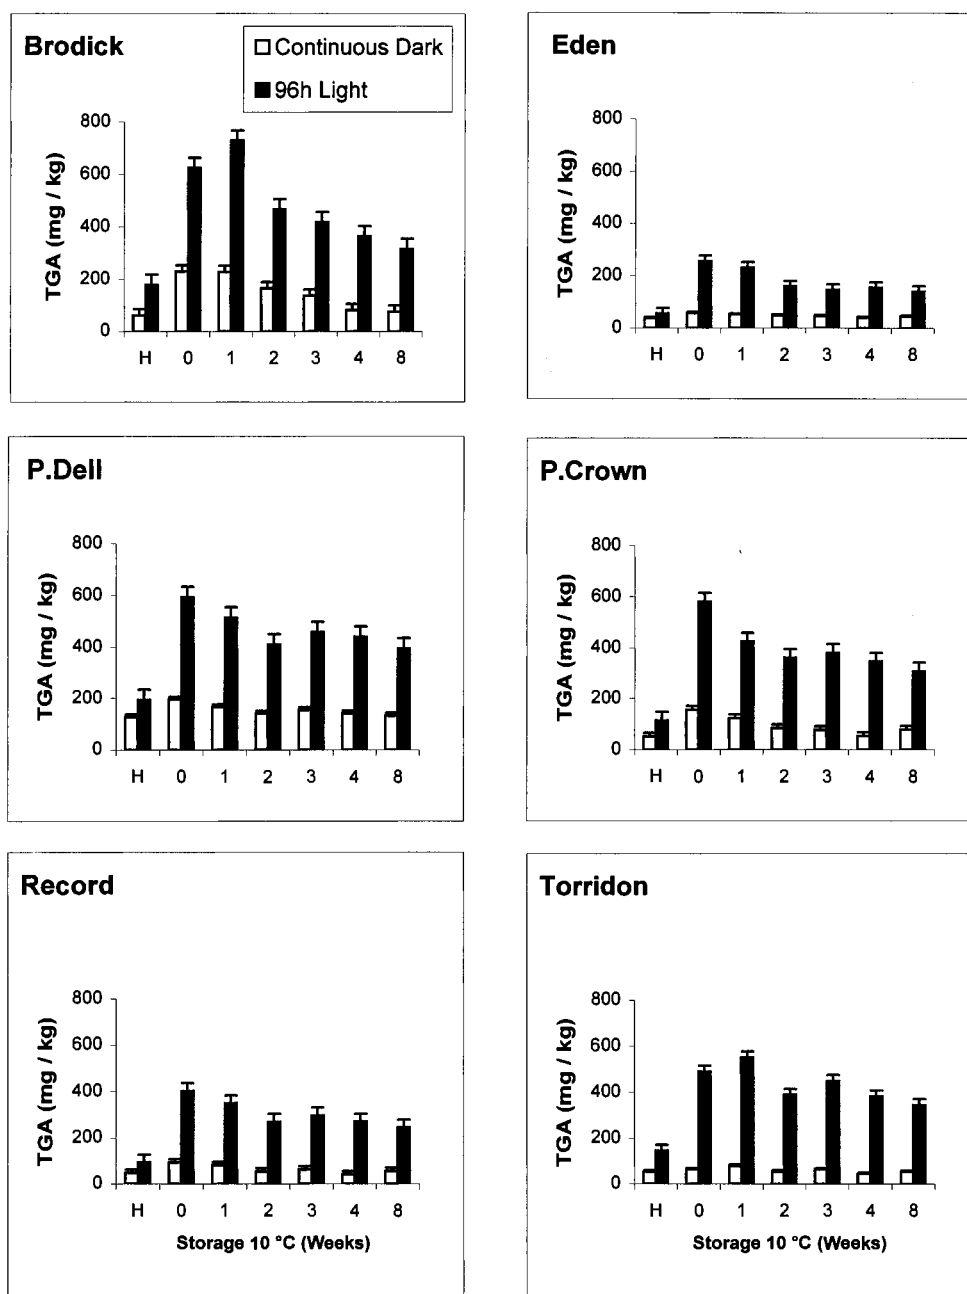 Brodick
Continuous Dark
96h Light
TGA (mg / kg)
800
600
400
200
0
H 0 1 2 3 4 8
Eden
TGA (mg / kg)
800
600
400
200
0
H 0 1 2 3 4 8
P.Dell
TGA (mg / kg)
800
600
400
200
0
H 0 1 2 3 4 8
P.Crown
TGA (mg / kg)
800
600
400
200
0
H 0 1 2 3 4 8
Record
TGA (mg / kg)
800
600
400
200
0
H 0 1 2 3 4 8
Storage 10 °C (Weeks)
Torridon
TGA (mg / kg)
800
600
400
200
0
H 0 1 2 3 4 8
Storage 10 °C (Weeks)